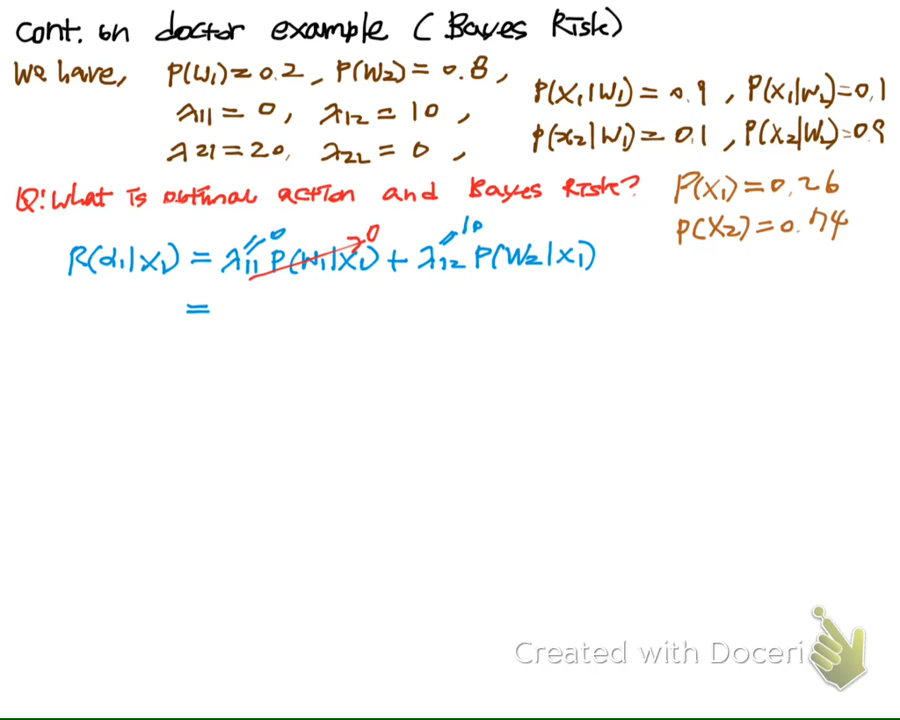 cont. on doctor example (Bayes Risk)
We have, P(W1)=0.2, P(W2)=0.8,
λ11 = 0, λ12 = 10,
λ21=20, λ22 = 0,
P(X1|W1) = 0.9, P(X1|W2)=0.1
P(X2|W1) = 0.1, P(X2|W2)=0.9
Q: What is optimal action and Bayes Risk?
P(X1)=0.26
P(X2)=0.74
=0 0 =10
R(α1|X1) = λ11 P(W1|X1) + λ12 P(W2|X1)
=
Created with Doceri